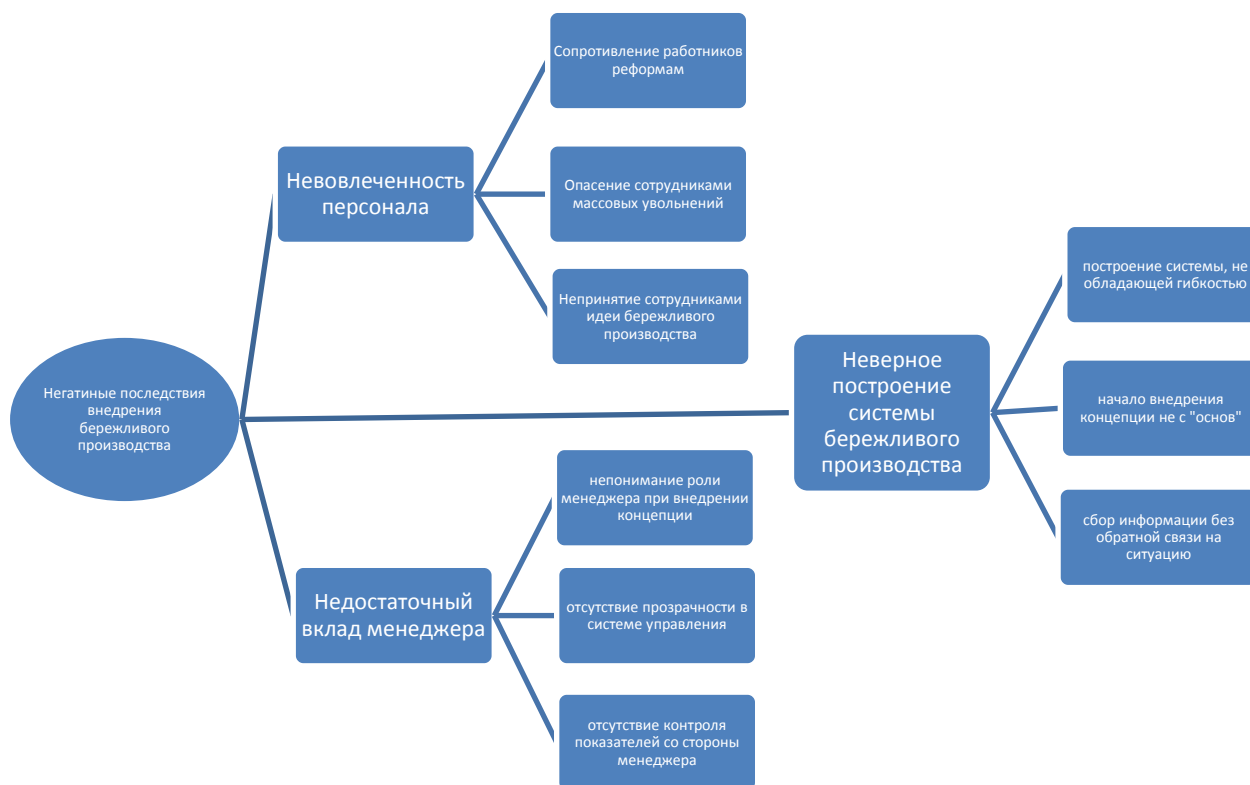 Негатиные последствия
внедрения
бережливого
производства
Невовлеченность
персонала
Сопротивление работников
реформам
Опасение сотрудниками
массовых увольнений
Непринятие сотрудниками
идеи бережливого
производства
Неверное
построение
системы
бережливого
производства
построение системы, не
обладающей гибкостью
начало внедрения
концепции не с "основ"
сбор информации без
обратной связи на
ситуацию
Недостаточный
вклад менеджера
непонимание роли
менеджера при внедрении
концепции
отсутствие прозрачности в
системе управления
отсутствие контроля
показателей со стороны
менеджера